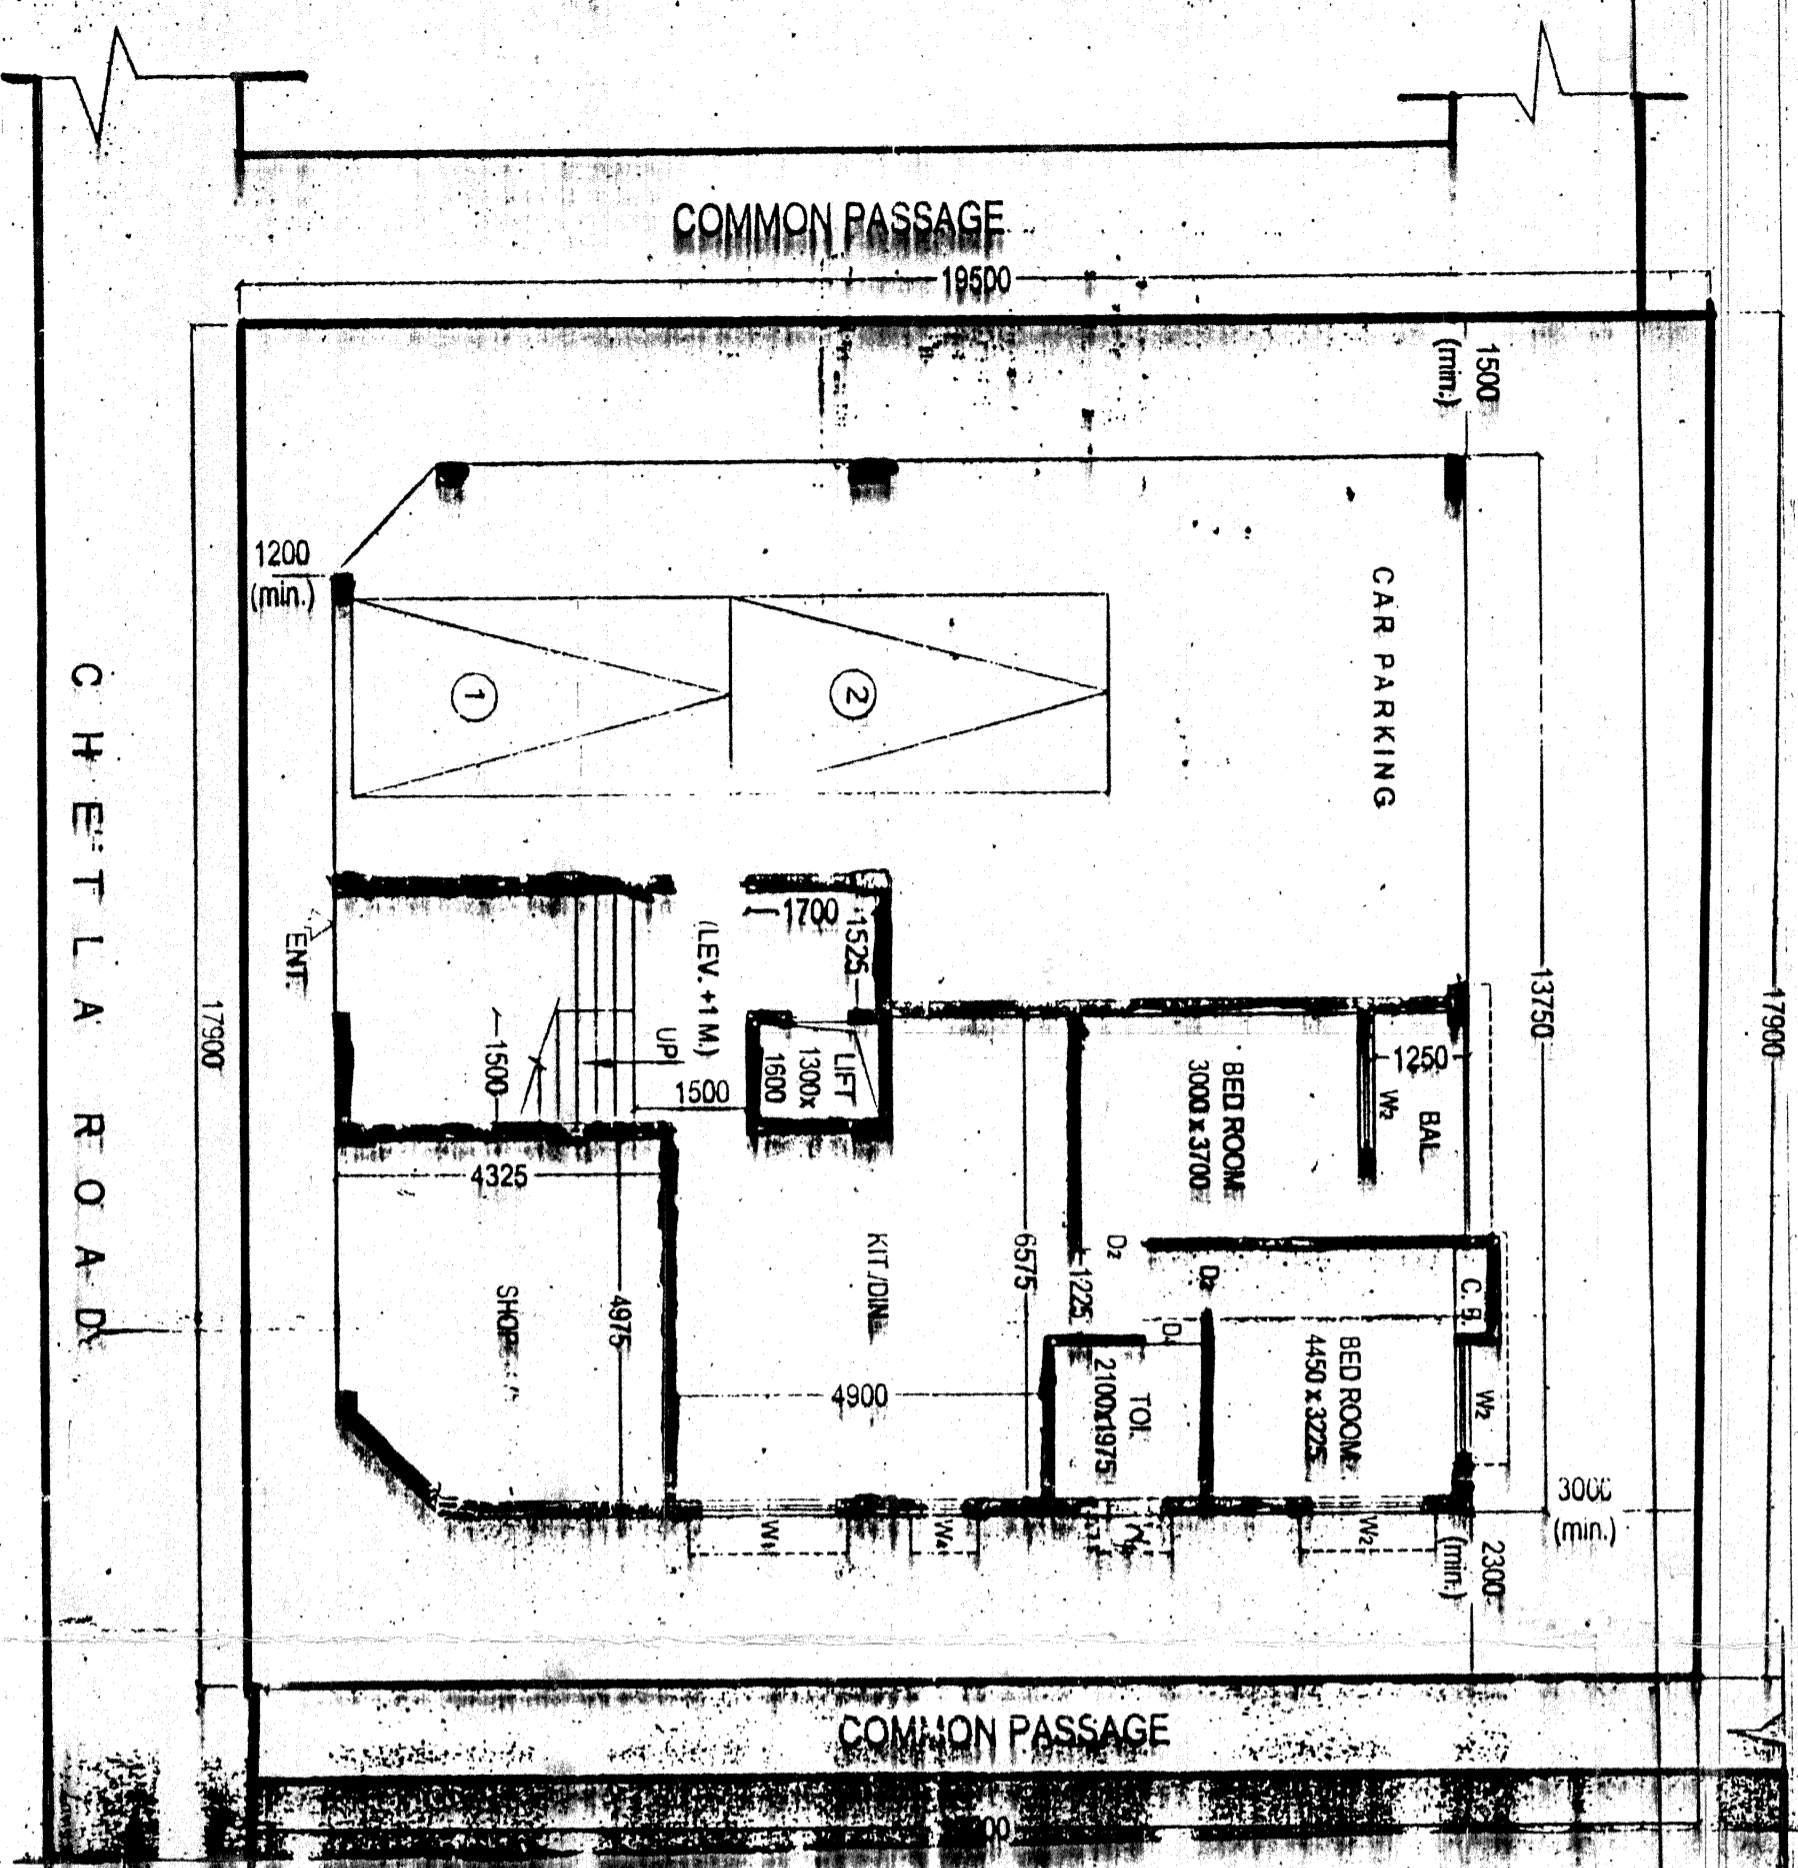 COMMON PASSAGE
19500
1500
(min.)
1200
(min.)
CAR PARKING
1
2
CHETLA ROAD
17900
17900
13750
ENT.
1700
1525
(LEV. +1 M.)
UP
1500
1500
LIFT
1300x
1600
BED ROOM
3000 x 3700
1250
W2
BAL.
4325
SHOP
4975
KIT./DIN.
6575
4900
1225
D2
D2
C. B.
BED ROOM
4450 x 3225
W2
TOI.
2100x1975
W2
3000
(min.)
2300
(min.)
COMMON PASSAGE